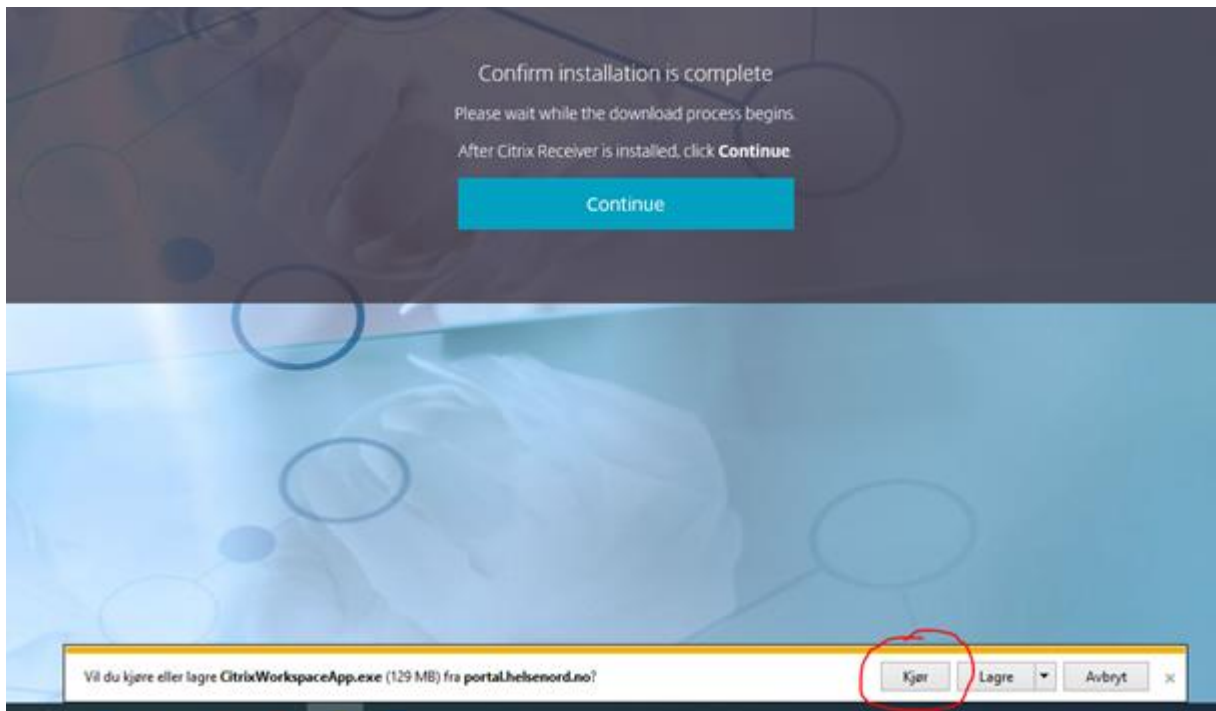 Confirm installation is complete
Please wait while the download process begins.
After Citrix Receiver is installed, click Continue.
Continue
Vil du kjøre eller lagre CitrixWorkspaceApp.exe (129 MB) fra portal.helsenord.no?
Kjør
Lagre
Avbryt